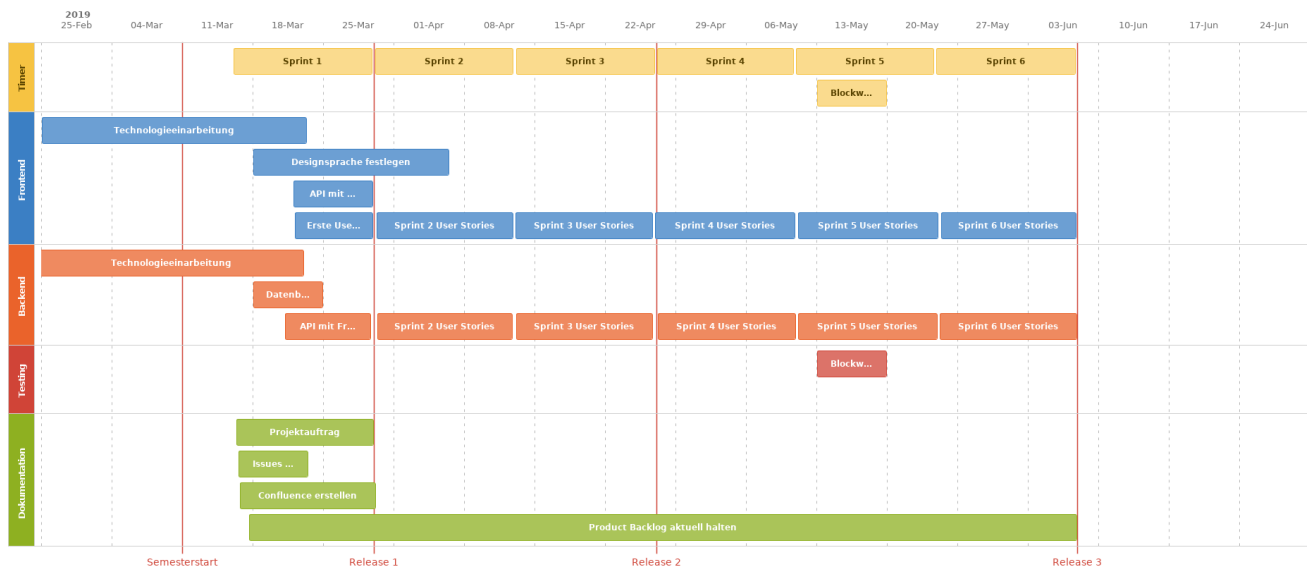 2019
25-Feb 04-Mar 11-Mar 18-Mar 25-Mar 01-Apr 08-Apr 15-Apr 22-Apr 29-Apr 06-May 13-May 20-May 27-May 03-Jun 10-Jun 17-Jun 24-Jun
Timer
Sprint 1 Sprint 2 Sprint 3 Sprint 4 Sprint 5 Sprint 6
Blockw...
Frontend
Technologieeinarbeitung
Designsprache festlegen
API mit ...
Erste Use... Sprint 2 User Stories Sprint 3 User Stories Sprint 4 User Stories Sprint 5 User Stories Sprint 6 User Stories
Backend
Technologieeinarbeitung
Datenb...
API mit Fr... Sprint 2 User Stories Sprint 3 User Stories Sprint 4 User Stories Sprint 5 User Stories Sprint 6 User Stories
Testing
Blockw...
Dokumentation
Projektauftrag
Issues ...
Confluence erstellen
Product Backlog aktuell halten
Semesterstart Release 1 Release 2 Release 3